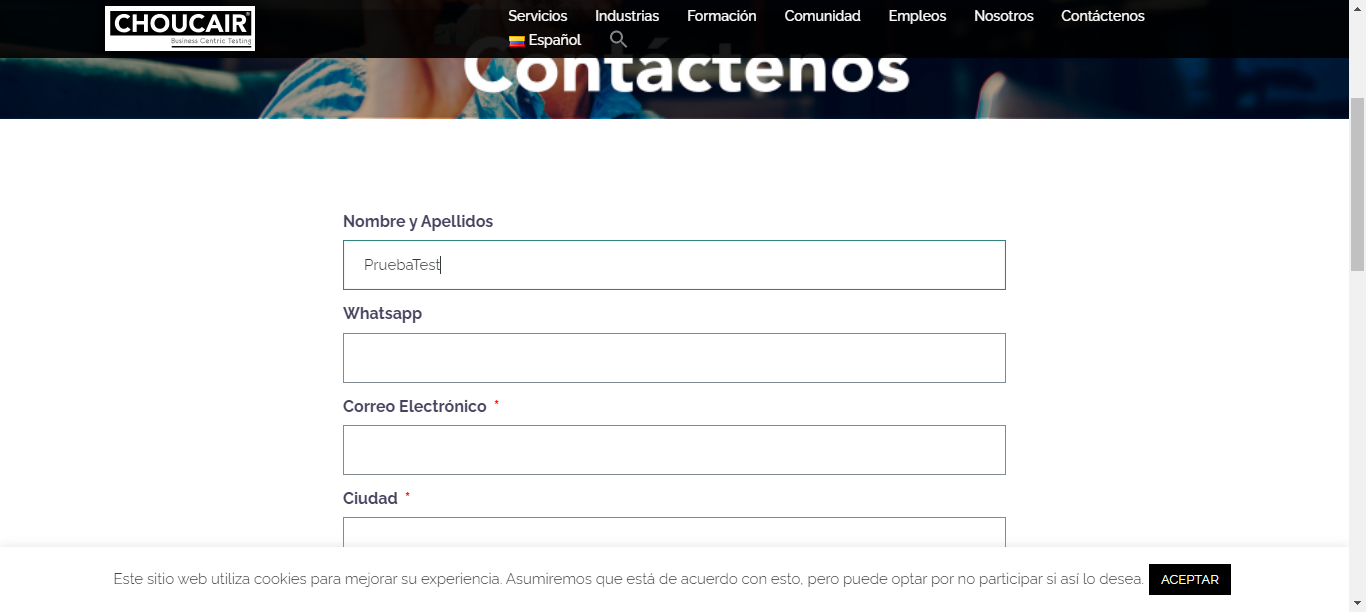 CHOUCAIR
Business Centric Testing
Servicios Industrias Formación Comunidad Empleos Nosotros Contáctenos
Español
Contáctenos
Nombre y Apellidos
PruebaTest
Whatsapp
Correo Electrónico *
Ciudad *
Este sitio web utiliza cookies para mejorar su experiencia. Asumiremos que está de acuerdo con esto, pero puede optar por no participar si así lo desea. ACEPTAR